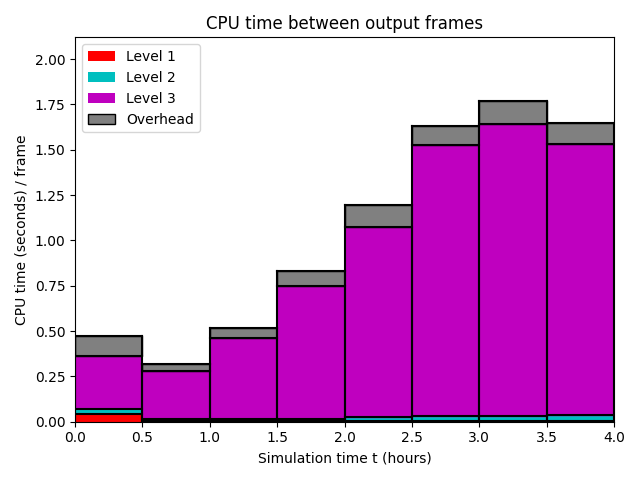 CPU time between output frames
Level 1
Level 2
Level 3
Overhead
CPU time (seconds) / frame
2.00
1.75
1.50
1.25
1.00
0.75
0.50
0.25
0.00
0.0 0.5 1.0 1.5 2.0 2.5 3.0 3.5 4.0
Simulation time t (hours)